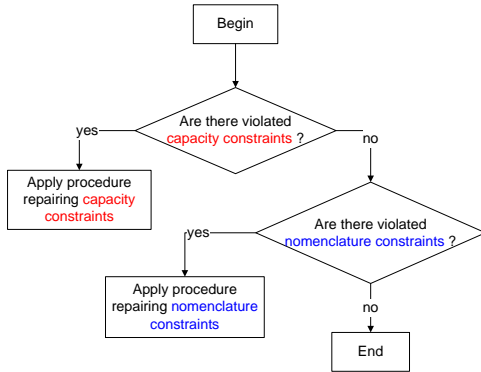 Begin
Are there violated
capacity constraints ?
yes
no
Apply procedure
repairing capacity
constraints
Are there violated
nomenclature constraints ?
yes
no
Apply procedure
repairing nomenclature
constraints
End